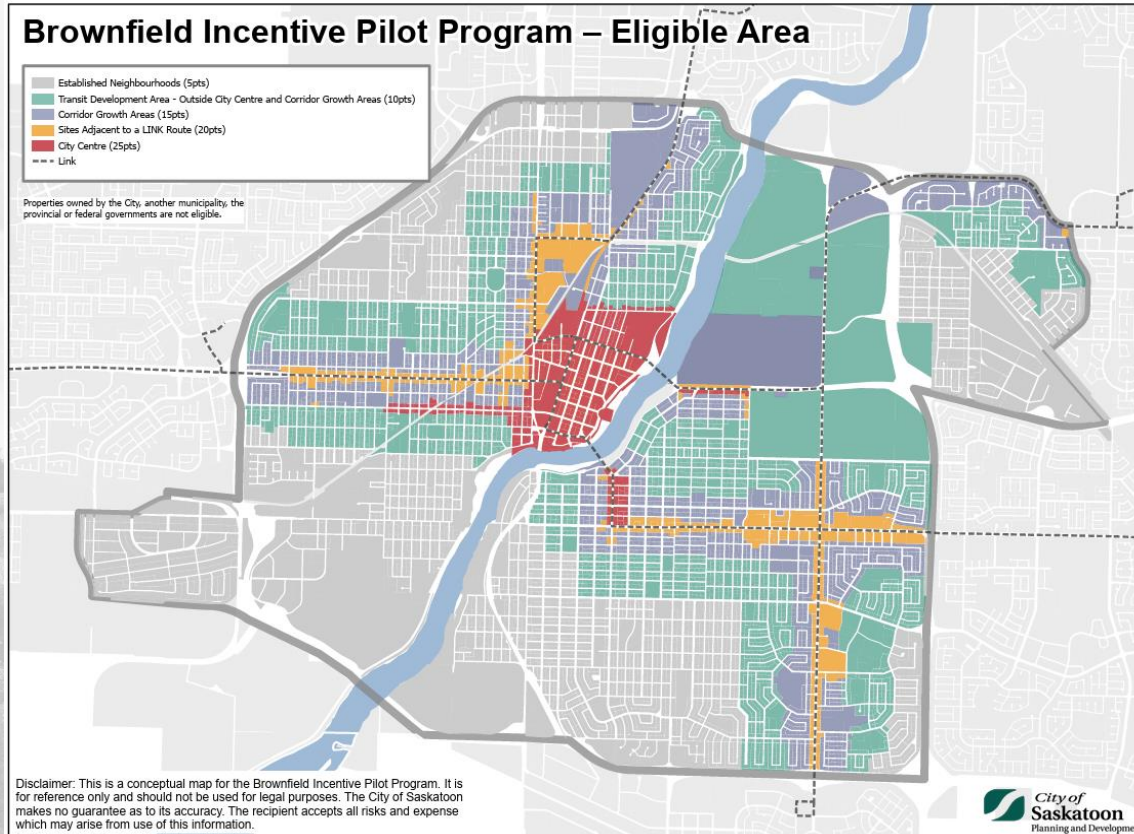 Brownfield Incentive Pilot Program – Eligible Area
Established Neighbourhoods (5pts)
Transit Development Area - Outside City Centre and Corridor Growth Areas (10pts)
Corridor Growth Areas (15pts)
Sites Adjacent to a LINK Route (20pts)
City Centre (25pts)
Link
Properties owned by the City, another municipality, the
provincial or federal governments are not eligible.
Disclaimer: This is a conceptual map for the Brownfield Incentive Pilot Program. It is
for reference only and should not be used for legal purposes. The City of Saskatoon
makes no guarantee as to its accuracy. The recipient accepts all risks and expense
which may arise from use of this information.
City of
Saskatoon
Planning and Developme